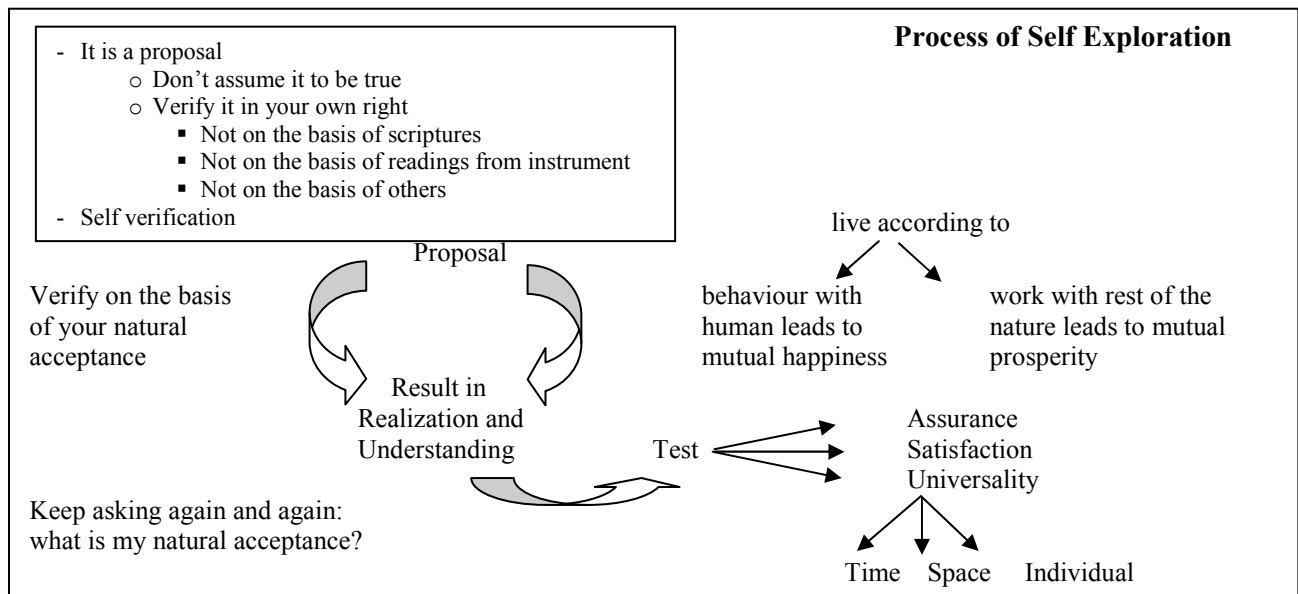 Process of Self Exploration
- It is a proposal
o Don’t assume it to be true
o Verify it in your own right
▪ Not on the basis of scriptures
▪ Not on the basis of readings from instrument
▪ Not on the basis of others
- Self verification
Proposal
Verify on the basis
of your natural
acceptance
live according to
behaviour with
human leads to
mutual happiness
work with rest of the
nature leads to mutual
prosperity
Result in
Realization and
Understanding
Test
Assurance
Satisfaction
Universality
Keep asking again and again:
what is my natural acceptance?
Time Space Individual